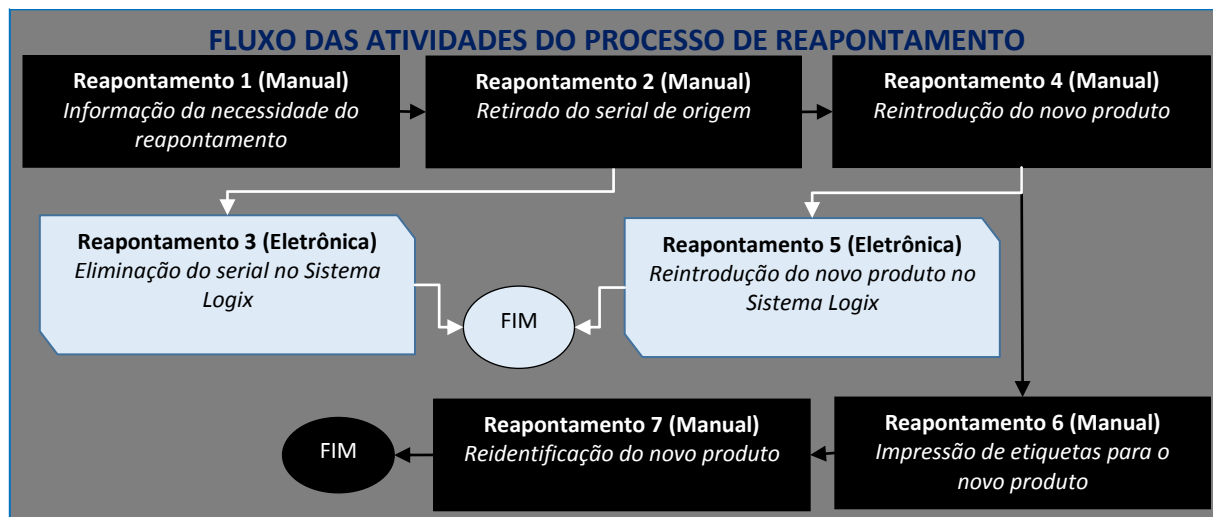 FLUXO DAS ATIVIDADES DO PROCESSO DE REAPONTAMENTO
Reapontamento 1 (Manual)
Informação da necessidade do
reapontamento
Reapontamento 2 (Manual)
Retirado do serial de origem
Reapontamento 4 (Manual)
Reintrodução do novo produto
Reapontamento 3 (Eletrônica)
Eliminação do serial no Sistema
Logix
FIM
Reapontamento 5 (Eletrônica)
Reintrodução do novo produto no
Sistema Logix
FIM
Reapontamento 7 (Manual)
Reidentificação do novo produto
Reapontamento 6 (Manual)
Impressão de etiquetas para o
novo produto